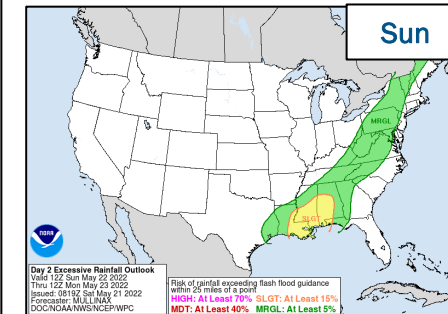 Sun
MRGL
SLGT
NOAA
Day 2 Excessive Rainfall Outlook
Valid 12Z Sun May 22 2022
Thru 12Z Mon May 23 2022
Issued: 0819Z Sat May 21 2022
Forecaster: MULLINAX
DOC/NOAA/NWS/NCEP/WPC
Risk of rainfall exceeding flash flood guidance
within 25 miles of a point
HIGH: At Least 70% SLGT: At Least 15%
MDT: At Least 40% MRGL: At Least 5%